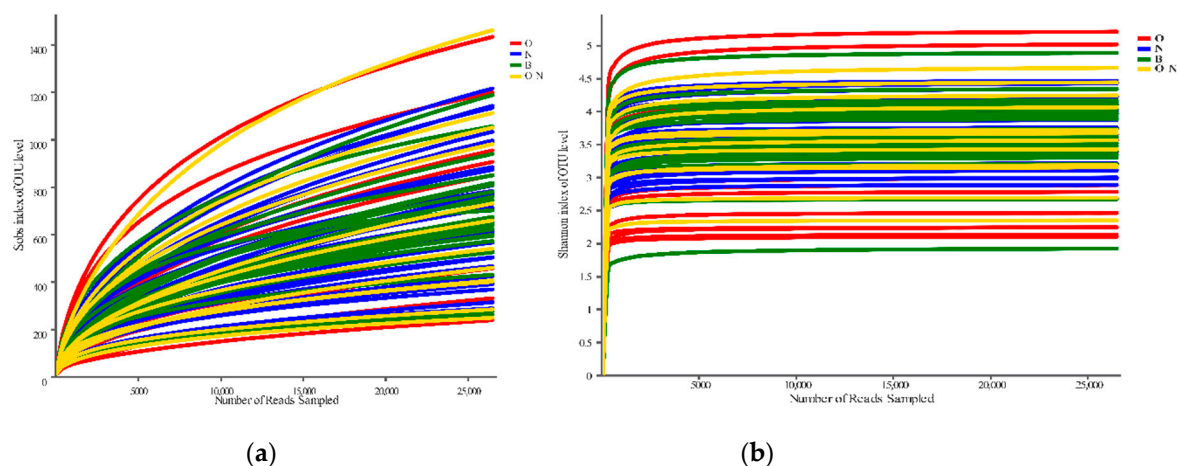 1400
1200
1000
800
600
400
200
0
Sobs index of OTU level
5000
10,000
15,000
20,000
25,000
Number of Reads Sampled
O
N
B
O N
(a)
5
4.5
4
3.5
3
2.5
2
1.5
1
0.5
0
Shannon index of OTU level
5000
10,000
15,000
20,000
25,000
Number of Reads Sampled
O
N
B
O N
(b)